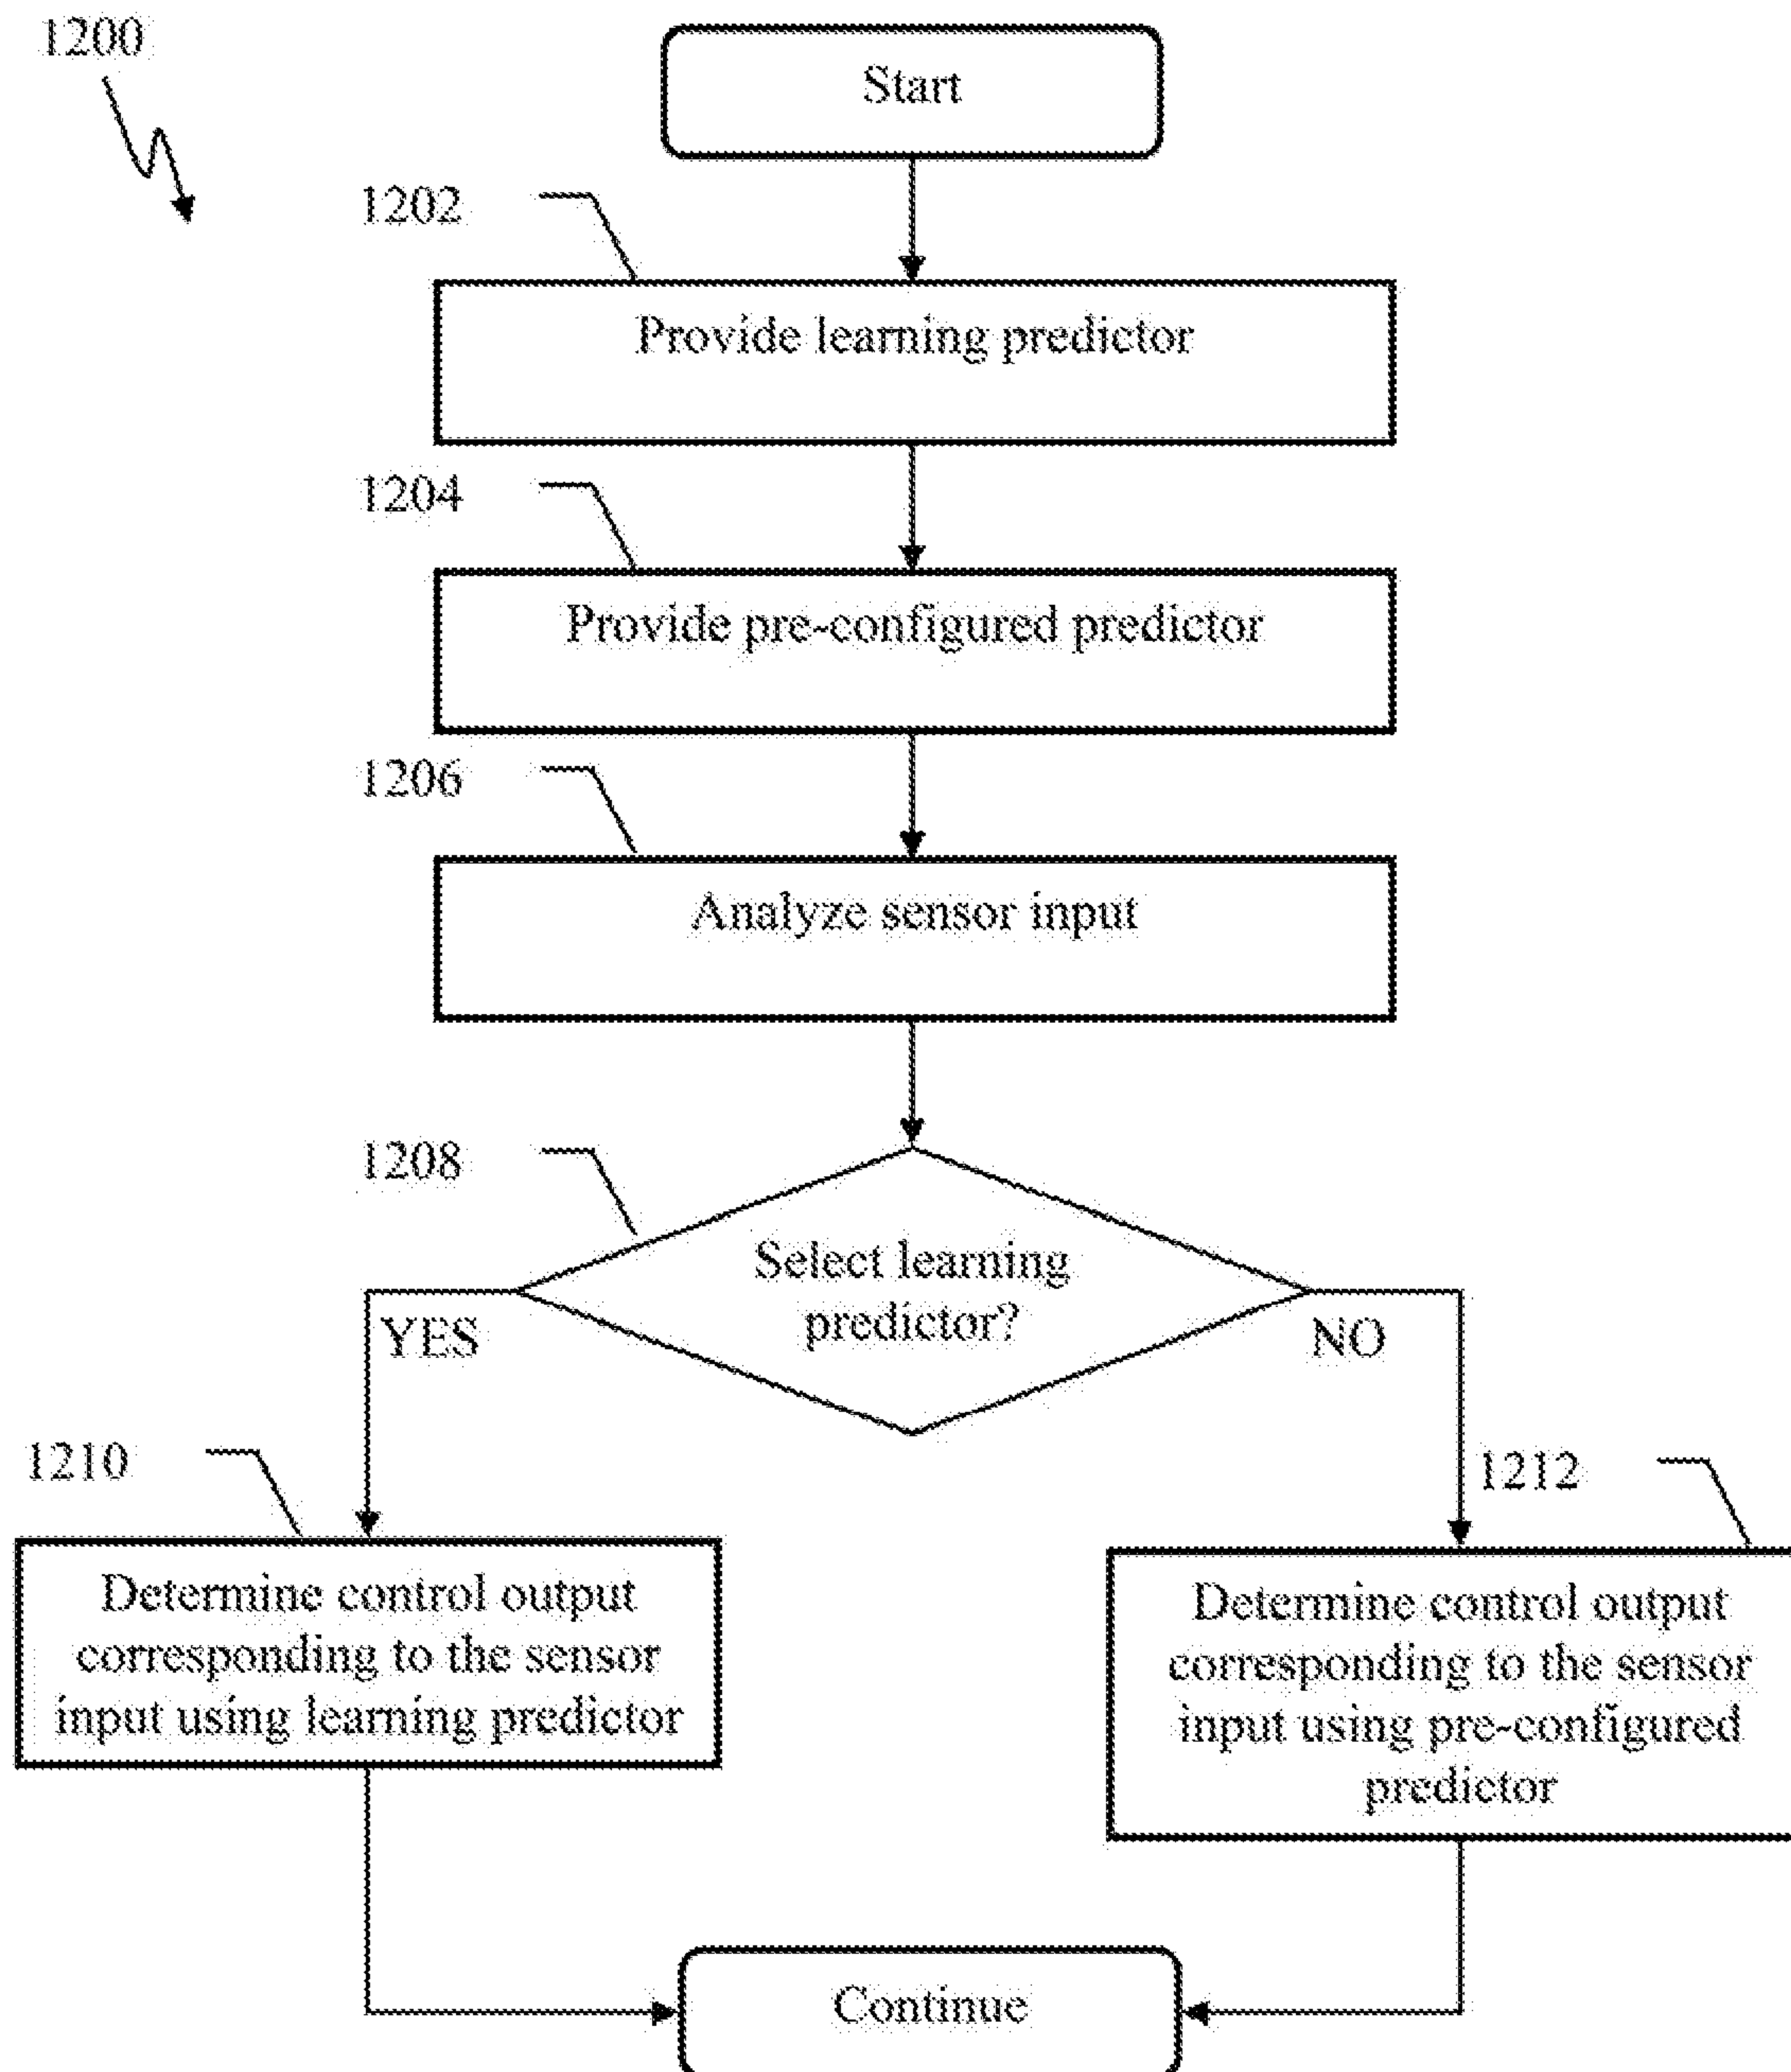 1200
Start
1202
Provide learning predictor
1204
Provide pre-configured predictor
1206
Analyze sensor input
1208
Select learning
predictor?
YES
NO
1210
1212
Determine control output
corresponding to the sensor
input using learning predictor
Determine control output
corresponding to the sensor
input using pre-configured
predictor
Continue